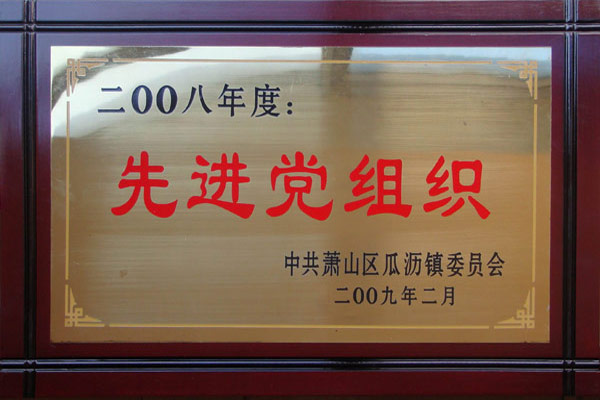 二00八年度：
先进党组织
中共萧山区瓜沥镇委员会
二00九年二月